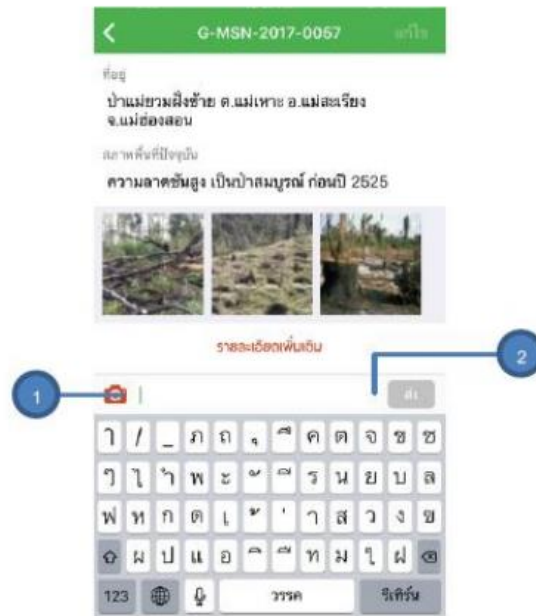 G-MSN-2017-0057 แก้ไข
ที่อยู่
ป่าแม่ยวมฝั่งซ้าย ต.แม่เหาะ อ.แม่สะเรียง
จ.แม่ฮ่องสอน
สภาพพื้นที่ปัจจุบัน
ความลาดชันสูง เป็นป่าสมบูรณ์ ก่อนปี 2525
รายละเอียดเพิ่มเติม
2
1
ส่ง
ๅ / _ ภ ถ ุ ึ ค ต จ ข ช
ๆ ไ ำ พ ะ ั ี ร น ย บ ล
ฟ ห ก ด เ ้ ่ า ส ว ง ฃ
ผ ป แ อ ิ ื ท ม ใ ฝ
123 วรรค รีเทิร์น